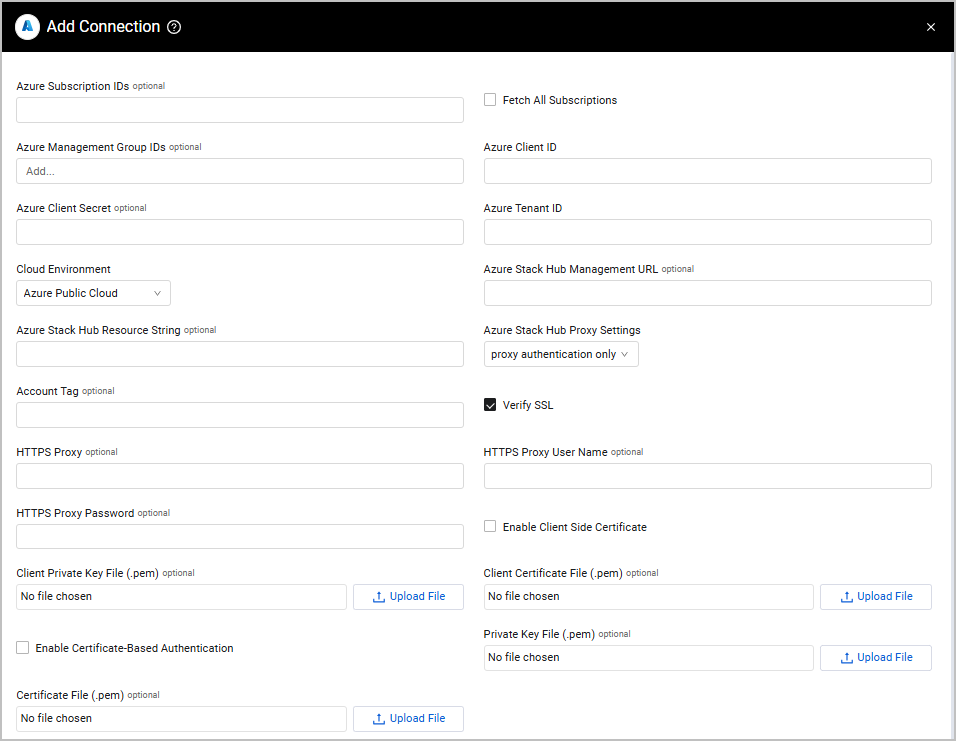 Add Connection ?
Azure Subscription IDs optional
Fetch All Subscriptions
Azure Management Group IDs optional
Add...
Azure Client ID
Azure Client Secret optional
Azure Tenant ID
Cloud Environment
Azure Public Cloud
Azure Stack Hub Management URL optional
Azure Stack Hub Resource String optional
Azure Stack Hub Proxy Settings
proxy authentication only
Account Tag optional
Verify SSL
HTTPS Proxy optional
HTTPS Proxy User Name optional
HTTPS Proxy Password optional
Enable Client Side Certificate
Client Private Key File (.pem) optional
No file chosen
Upload File
Client Certificate File (.pem) optional
No file chosen
Upload File
Enable Certificate-Based Authentication
Private Key File (.pem) optional
No file chosen
Upload File
Certificate File (.pem) optional
No file chosen
Upload File